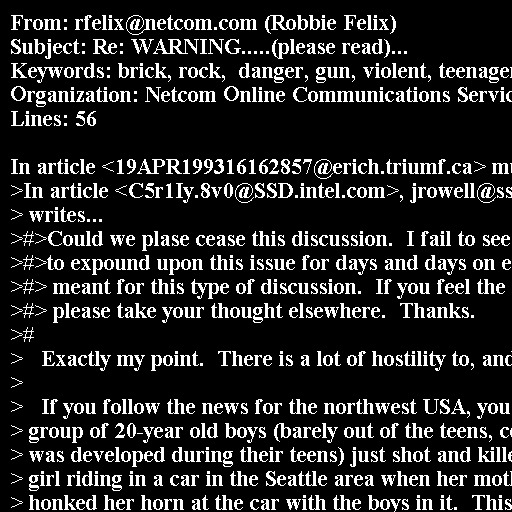 From: rfelix@netcom.com (Robbie Felix)
Subject: Re: WARNING.....(please read)...
Keywords: brick, rock,  danger, gun, violent, teenage
Organization: Netcom Online Communications Servic
Lines: 56

In article <19APR199316162857@erich.triumf.ca> m
>In article <C5r1Iy.8v0@SSD.intel.com>, jrowell@ss
> writes...
>#>Could we plase cease this discussion.  I fail to see
>#>to expound upon this issue for days and days on e
>#> meant for this type of discussion.  If you feel the
>#> please take your thought elsewhere.  Thanks.
>#
>   Exactly my point.  There is a lot of hostility to, and
>
>   If you follow the news for the northwest USA, you
> group of 20-year old boys (barely out of the teens, c
> was developed during their teens) just shot and kille
> girl riding in a car in the Seattle area when her mot
> honked her horn at the car with the boys in it.  This